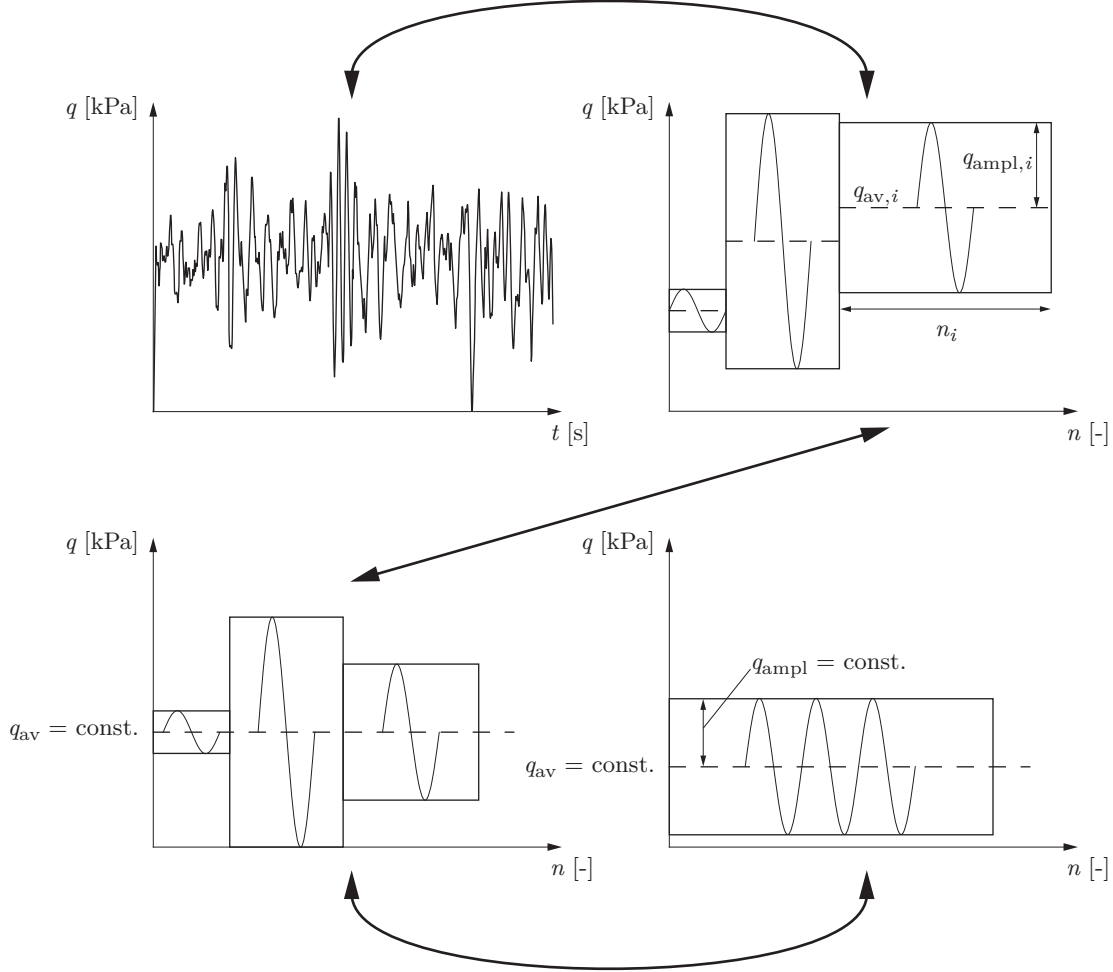 q [kPa]
t [s]
q [kPa]
q_ampl,i
q_av,i
n_i
n [-]
q [kPa]
q_av = const.
n [-]
q [kPa]
q_ampl = const.
q_av = const.
n [-]